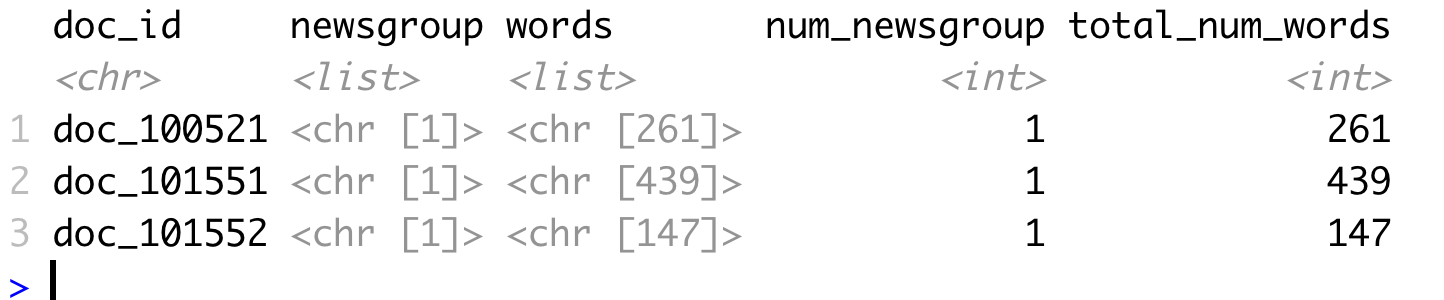 doc_id newsgroup words num_newsgroup total_num_words
<chr> <list> <list> <int> <int>
1 doc_100521 <chr [1]> <chr [261]> 1 261
2 doc_101551 <chr [1]> <chr [439]> 1 439
3 doc_101552 <chr [1]> <chr [147]> 1 147
>